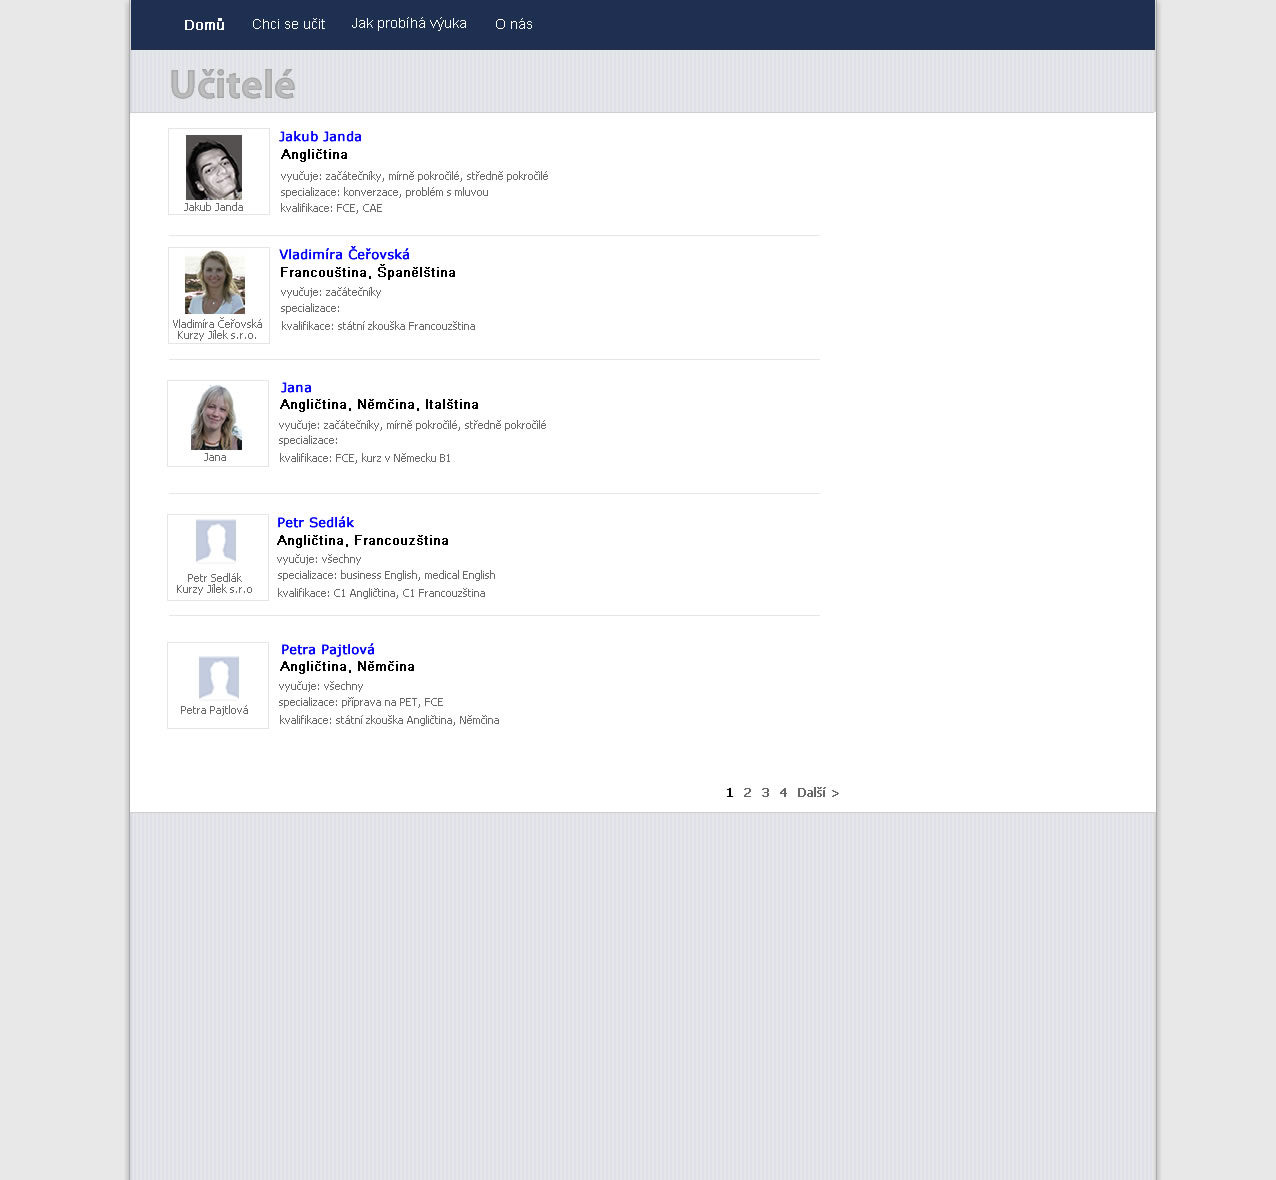 Domů Chci se učit Jak probíhá výuka O nás
Učitelé
Jakub Janda
Angličtina
vyučuje: začátečníky, mírně pokročilé, středně pokročilé
specializace: konverzace, problém s mluvou
kvalifikace: FCE, CAE
Jakub Janda
Vladimíra Čeřovská
Francouština, Španělština
vyučuje: začátečníky
specializace:
kvalifikace: státní zkouška Francouzština
Vladimíra Čeřovská
Kurzy Jílek s.r.o.
Jana
Angličtina, Němčina, Italština
vyučuje: začátečníky, mírně pokročilé, středně pokročilé
specializace:
kvalifikace: FCE, kurz v Německu B1
Jana
Petr Sedlák
Angličtina, Francouzština
vyučuje: všechny
specializace: business English, medical English
kvalifikace: C1 Angličtina, C1 Francouzština
Petr Sedlák
Kurzy Jílek s.r.o
Petra Pajtlová
Angličtina, Němčina
vyučuje: všechny
specializace: příprava na PET, FCE
kvalifikace: státní zkouška Angličtina, Němčina
Petra Pajtlová
1 2 3 4 Další >